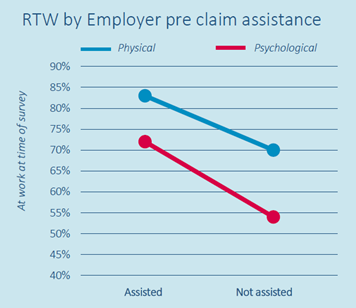 RTW by Employer pre claim assistance
Physical
Psychological
At work at time of survey
90%
85%
80%
75%
70%
65%
60%
55%
50%
45%
40%
Assisted
Not assisted